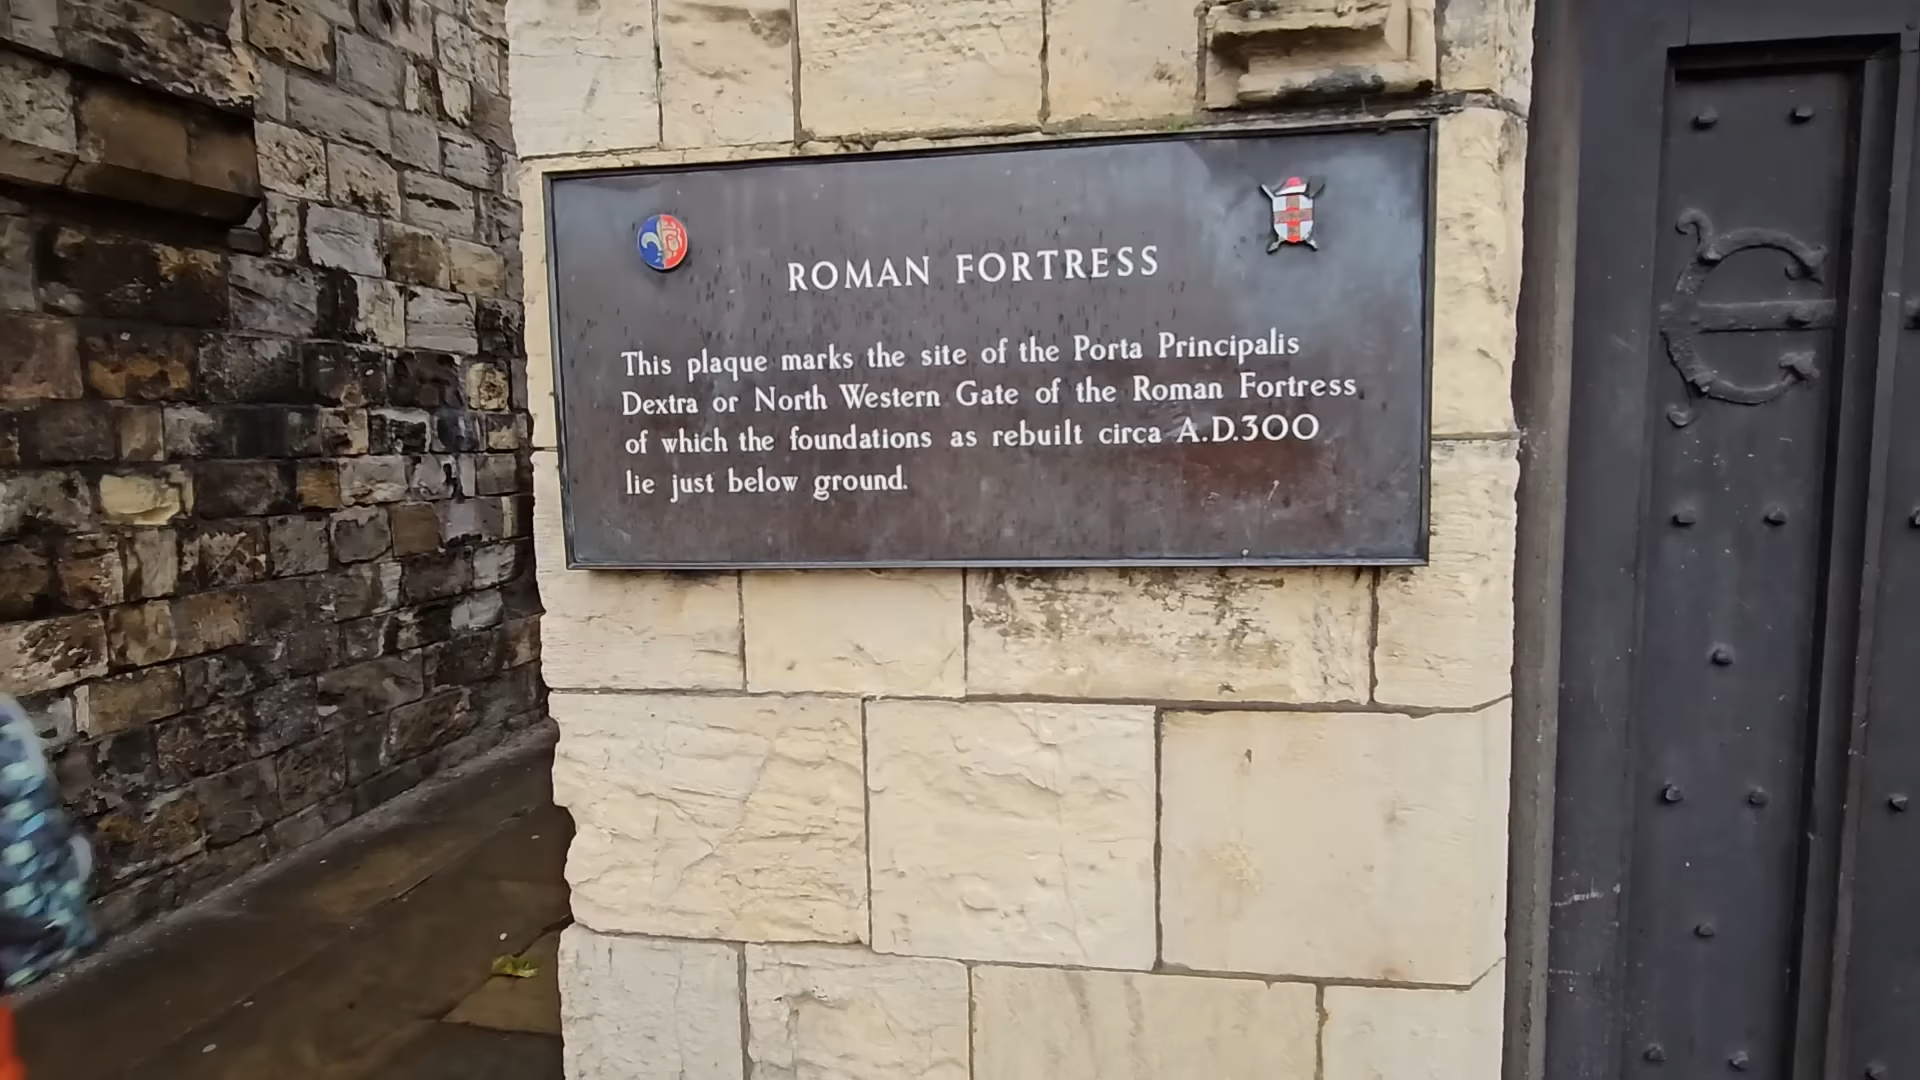 ROMAN FORTRESS
This plaque marks the site of the Porta Principalis
Dextra or North Western Gate of the Roman Fortress
of which the foundations as rebuilt circa A.D.300
lie just below ground.